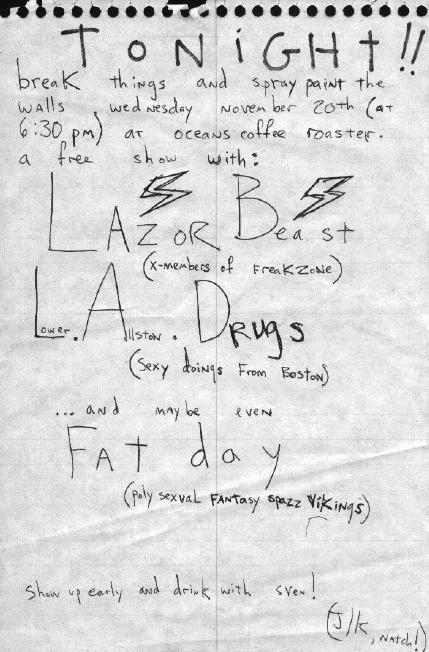 TONiGHt!!
break things and spray paint the
walls wednesday november 20th (at
6:30 pm) at oceans coffee roaster.
a free show with:
LAZOR Beast
(X-members of FreakZone)
Lower. Allston. Drugs
(sexy doings From Boston)
...and maybe even
FAt day
(poly sexual FANTASY spazz ViKiNgs)
show up early and drink with sven!
(J/K, NAtch!)